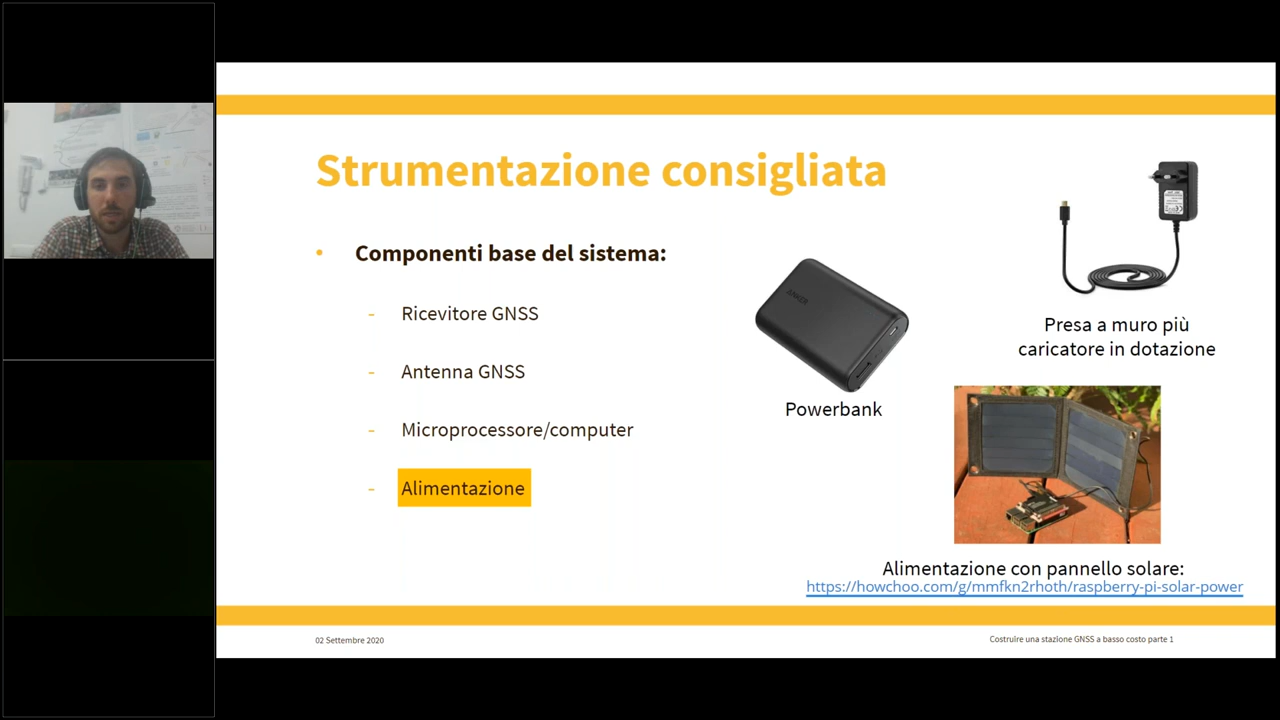 Strumentazione consigliata
• Componenti base del sistema:
- Ricevitore GNSS
- Antenna GNSS
- Microprocessore/computer
- Alimentazione
ANKER
Powerbank
Presa a muro più
caricatore in dotazione
Alimentazione con pannello solare:
https://howchoo.com/g/mmfkn2rhoth/raspberry-pi-solar-power
02 Settembre 2020
Costruire una stazione GNSS a basso costo parte 1